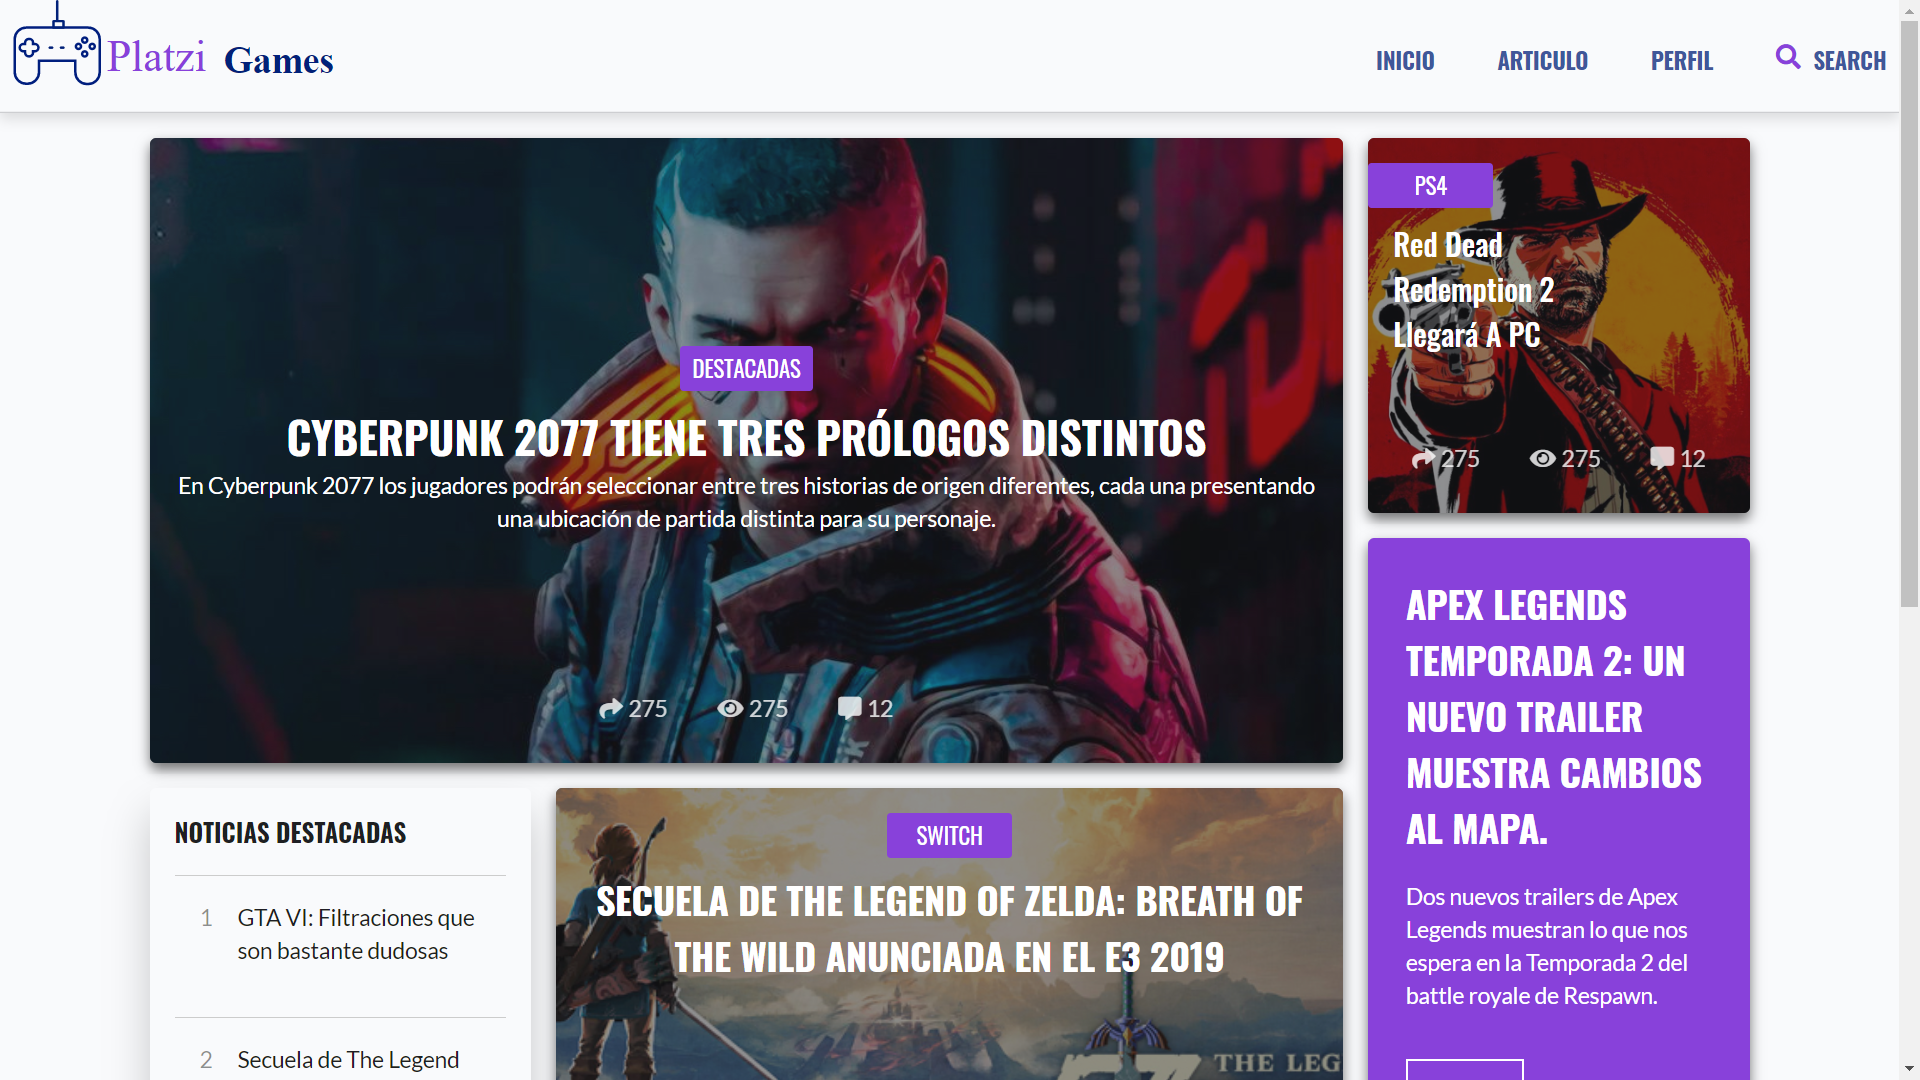 Platzi Games
INICIO
ARTICULO
PERFIL
SEARCH
DESTACADAS
CYBERPUNK 2077 TIENE TRES PRÓLOGOS DISTINTOS
En Cyberpunk 2077 los jugadores podrán seleccionar entre tres historias de origen diferentes, cada una presentando
una ubicación de partida distinta para su personaje.
275 275 12
PS4
Red Dead
Redemption 2
Llegará A PC
275 275 12
APEX LEGENDS
TEMPORADA 2: UN
NUEVO TRAILER
MUESTRA CAMBIOS
AL MAPA.
Dos nuevos trailers de Apex
Legends muestran lo que nos
espera en la Temporada 2 del
battle royale de Respawn.
NOTICIAS DESTACADAS
1 GTA VI: Filtraciones que
son bastante dudosas
2 Secuela de The Legend
SWITCH
SECUELA DE THE LEGEND OF ZELDA: BREATH OF
THE WILD ANUNCIADA EN EL E3 2019
THE LEG